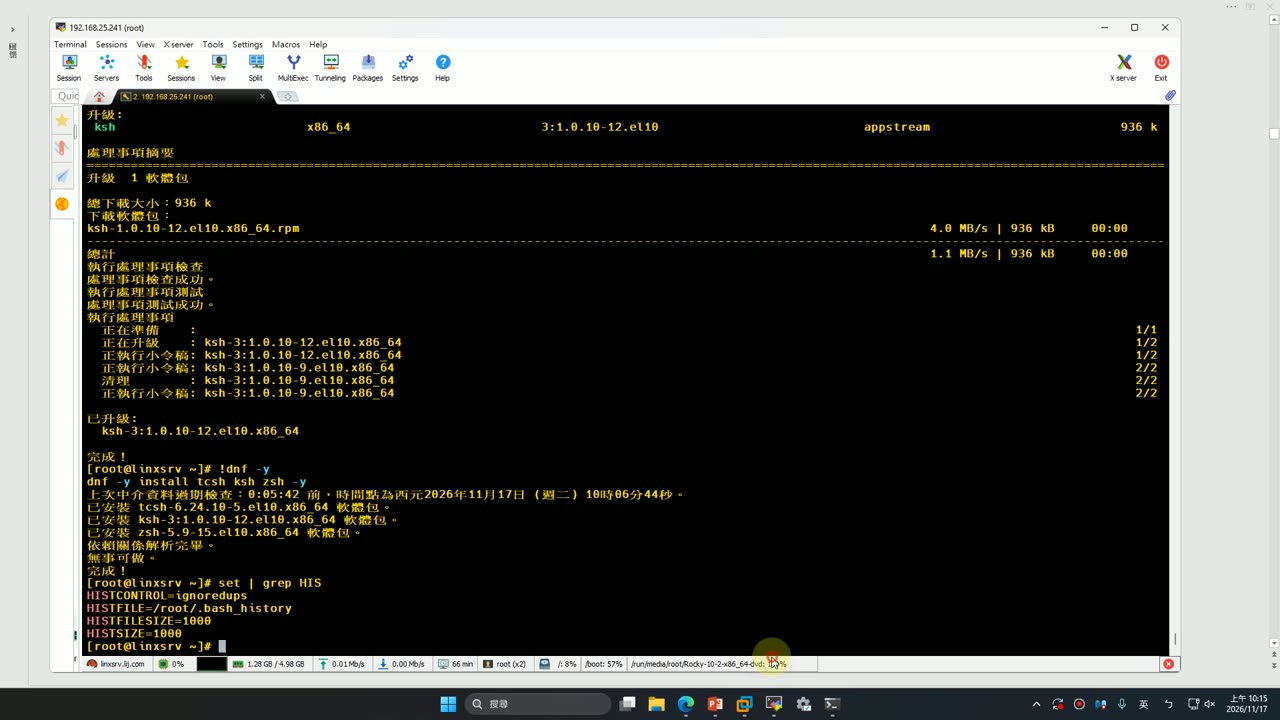 192.168.25.241 (root)
Terminal Sessions View X server Tools Settings Macros Help
Session Servers Tools Sessions View Split MultiExec Tunneling Packages Settings Help X server Exit
Quic 2. 192.168.25.241 (root)
升級:
ksh x86_64 3:1.0.10-12.el10 appstream 936 k
處理事項摘要
升級 1 軟體包
總下載大小：936 k
下載軟體包：
ksh-1.0.10-12.el10.x86_64.rpm 4.0 MB/s | 936 kB 00:00
總計 1.1 MB/s | 936 kB 00:00
執行處理事項檢查
處理事項檢查成功。
執行處理事項測試
處理事項測試成功。
執行處理事項
正在準備 : 1/1
正在升級 : ksh-3:1.0.10-12.el10.x86_64 1/2
正執行小令稿: ksh-3:1.0.10-12.el10.x86_64 1/2
正執行小令稿: ksh-3:1.0.10-9.el10.x86_64 2/2
清理 : ksh-3:1.0.10-9.el10.x86_64 2/2
正執行小令稿: ksh-3:1.0.10-9.el10.x86_64 2/2
已升級:
ksh-3:1.0.10-12.el10.x86_64
完成！
[root@linxsrv ~]# !dnf -y
dnf -y install tcsh ksh zsh -y
上次中介資料過期檢查：0:05:42 前，時間點為西元2026年11月17日 (週二) 10時06分44秒。
已安裝 tcsh-6.24.10-5.el10.x86_64 軟體包。
已安裝 ksh-3:1.0.10-12.el10.x86_64 軟體包。
已安裝 zsh-5.9-15.el10.x86_64 軟體包。
依賴關係解析完畢。
無事可做。
完成！
[root@linxsrv ~]# set | grep HIS
HISTCONTROL=ignoredups
HISTFILE=/root/.bash_history
HISTFILESIZE=1000
HISTSIZE=1000
[root@linxsrv ~]#
linxsrv.lij.com 0% 1.28 GB / 4.98 GB 0.01 Mb/s 0.00 Mb/s 66 min root (x2) /: 8% /boot: 57% /run/media/root/Rocky-10-2-x86_64-dvd:
搜尋 英 上午 10:15
2026/11/17